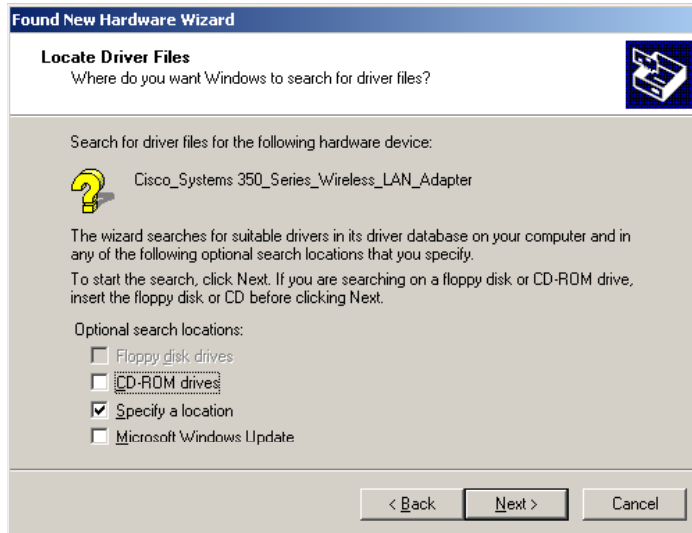 Found New Hardware Wizard
Locate Driver Files
Where do you want Windows to search for driver files?
Search for driver files for the following hardware device:
Cisco_Systems 350_Series_Wireless_LAN_Adapter
The wizard searches for suitable drivers in its driver database on your computer and in
any of the following optional search locations that you specify.
To start the search, click Next. If you are searching on a floppy disk or CD-ROM drive,
insert the floppy disk or CD before clicking Next.
Optional search locations:
Floppy disk drives
CD-ROM drives
Specify a location
Microsoft Windows Update
< Back Next > Cancel